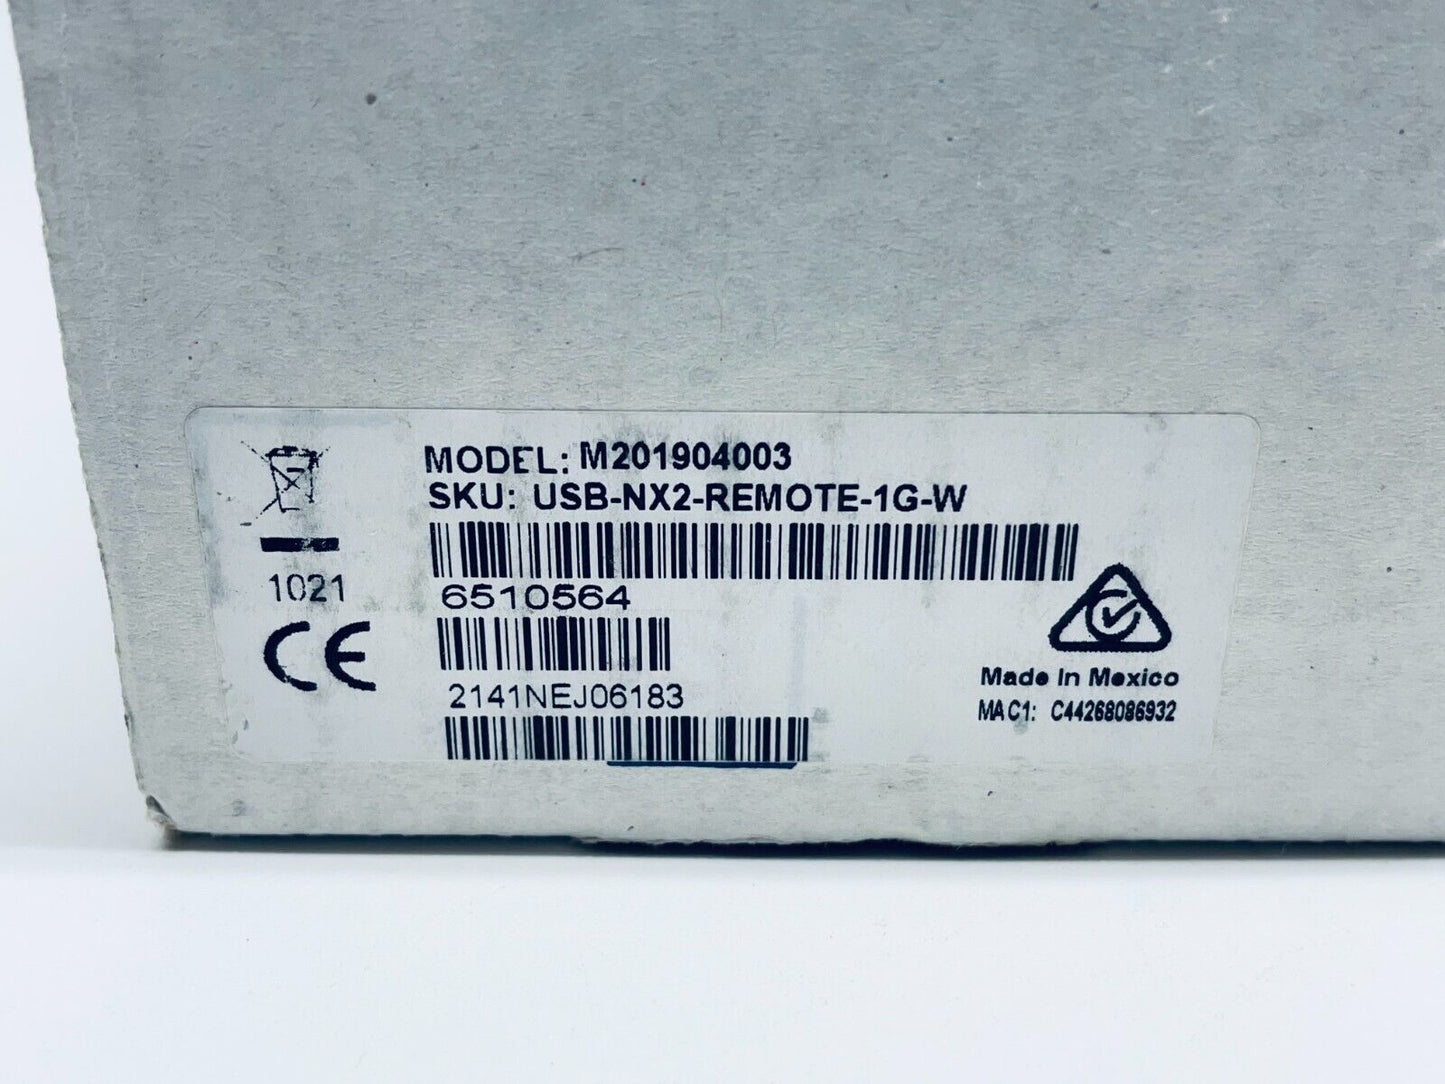 MODEL: M201904003
SKU: USB-NX2-REMOTE-1G-W
1021
6510564
CE
2141NEJ06183
Made In Mexico
MAC1: C44268086932